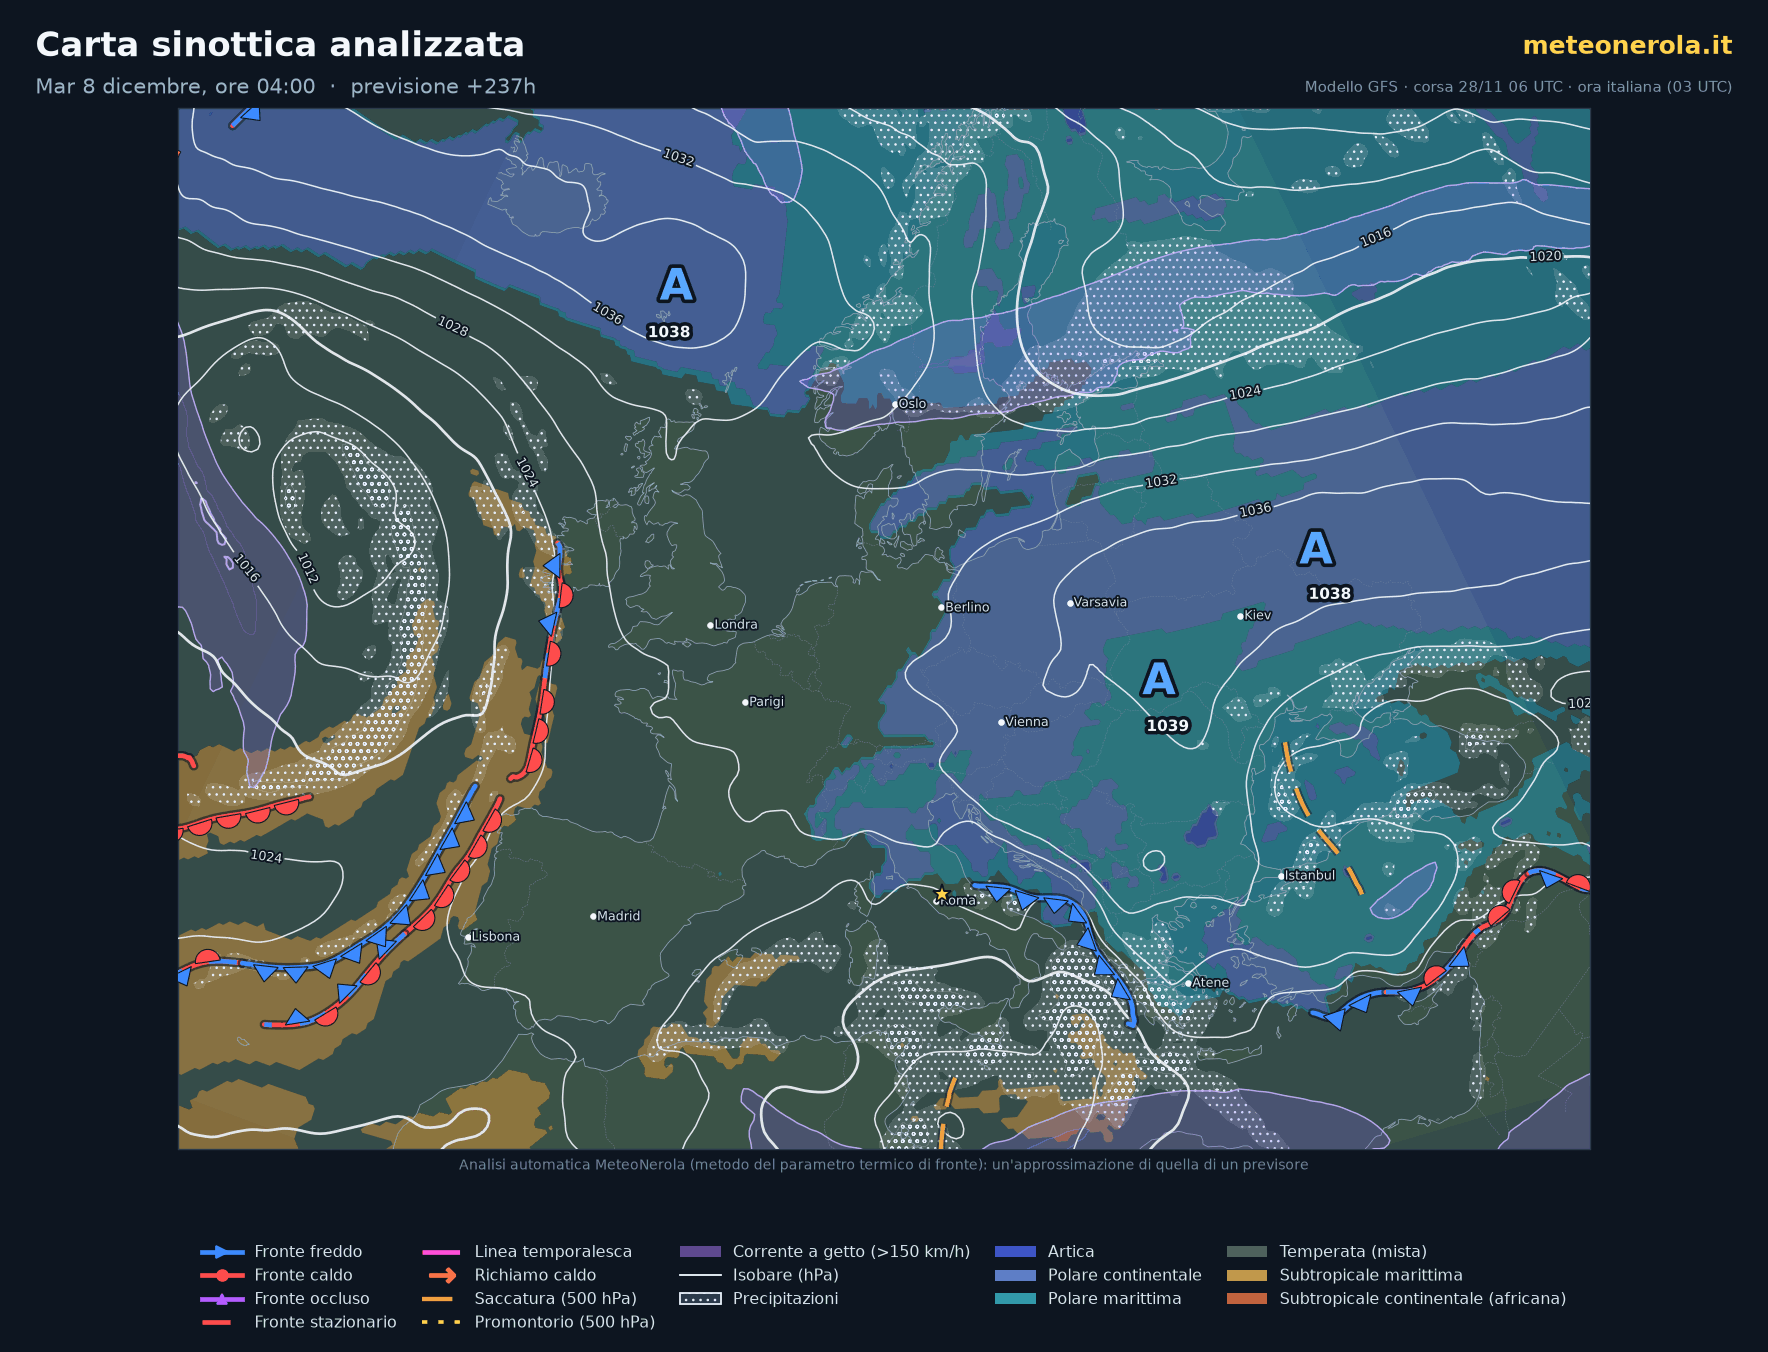 Carta sinottica analizzata
meteonerola.it
Mar 8 dicembre, ore 04:00 · previsione +237h
Modello GFS · corsa 28/11 06 UTC · ora italiana (03 UTC)
1032
1016
1020
A
1038
1036
1028
1024
Oslo
1024
1032
1036
A
1038
1016
1012
Berlino
Varsavia
Kiev
Londra
A
1039
Parigi
Vienna
102
1024
Istanbul
Roma
Madrid
Lisbona
Atene
Analisi automatica MeteoNerola (metodo del parametro termico di fronte): un'approssimazione di quella di un previsore
Fronte freddo
Fronte caldo
Fronte occluso
Fronte stazionario
Linea temporalesca
Richiamo caldo
Saccatura (500 hPa)
Promontorio (500 hPa)
Corrente a getto (>150 km/h)
Isobare (hPa)
Precipitazioni
Artica
Polare continentale
Polare marittima
Temperata (mista)
Subtropicale marittima
Subtropicale continentale (africana)